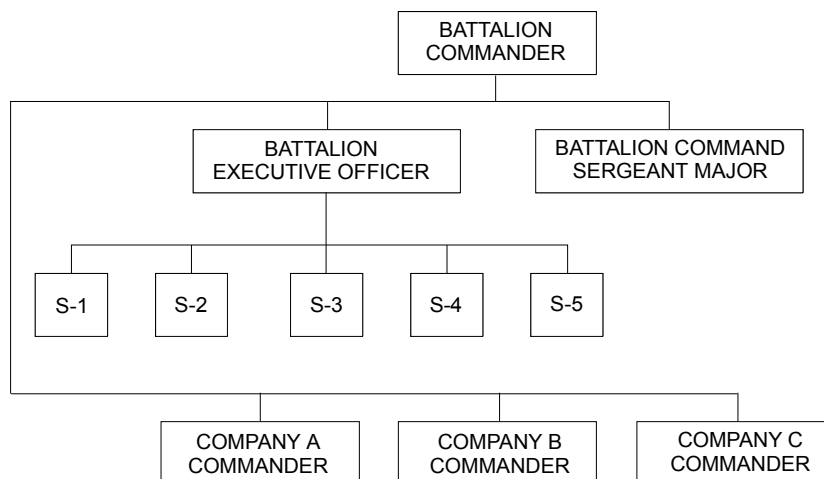 BATTALION
COMMANDER
BATTALION
EXECUTIVE OFFICER
BATTALION COMMAND
SERGEANT MAJOR
S-1
S-2
S-3
S-4
S-5
COMPANY A
COMMANDER
COMPANY B
COMMANDER
COMPANY C
COMMANDER